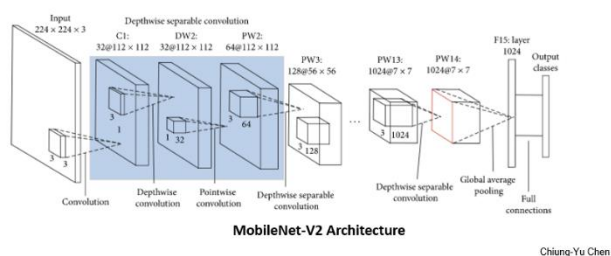 Input
224 × 224 × 3
Depthwise separable convolution
C1:
32@112 × 112
DW2:
32@112 × 112
PW2:
64@112 × 112
PW3:
128@56 × 56
PW13:
1024@7 × 7
PW14:
1024@7 × 7
F15: layer
1024
Output
classes
3
3
3
1
1
32
3
64
3
128
...
3
1024
Convolution
Depthwise
convolution
Pointwise
convolution
Depthwise separable
convolution
Depthwise separable
convolution
Global average
pooling
Full
connections
MobileNet-V2 Architecture
Chiung-Yu Chen